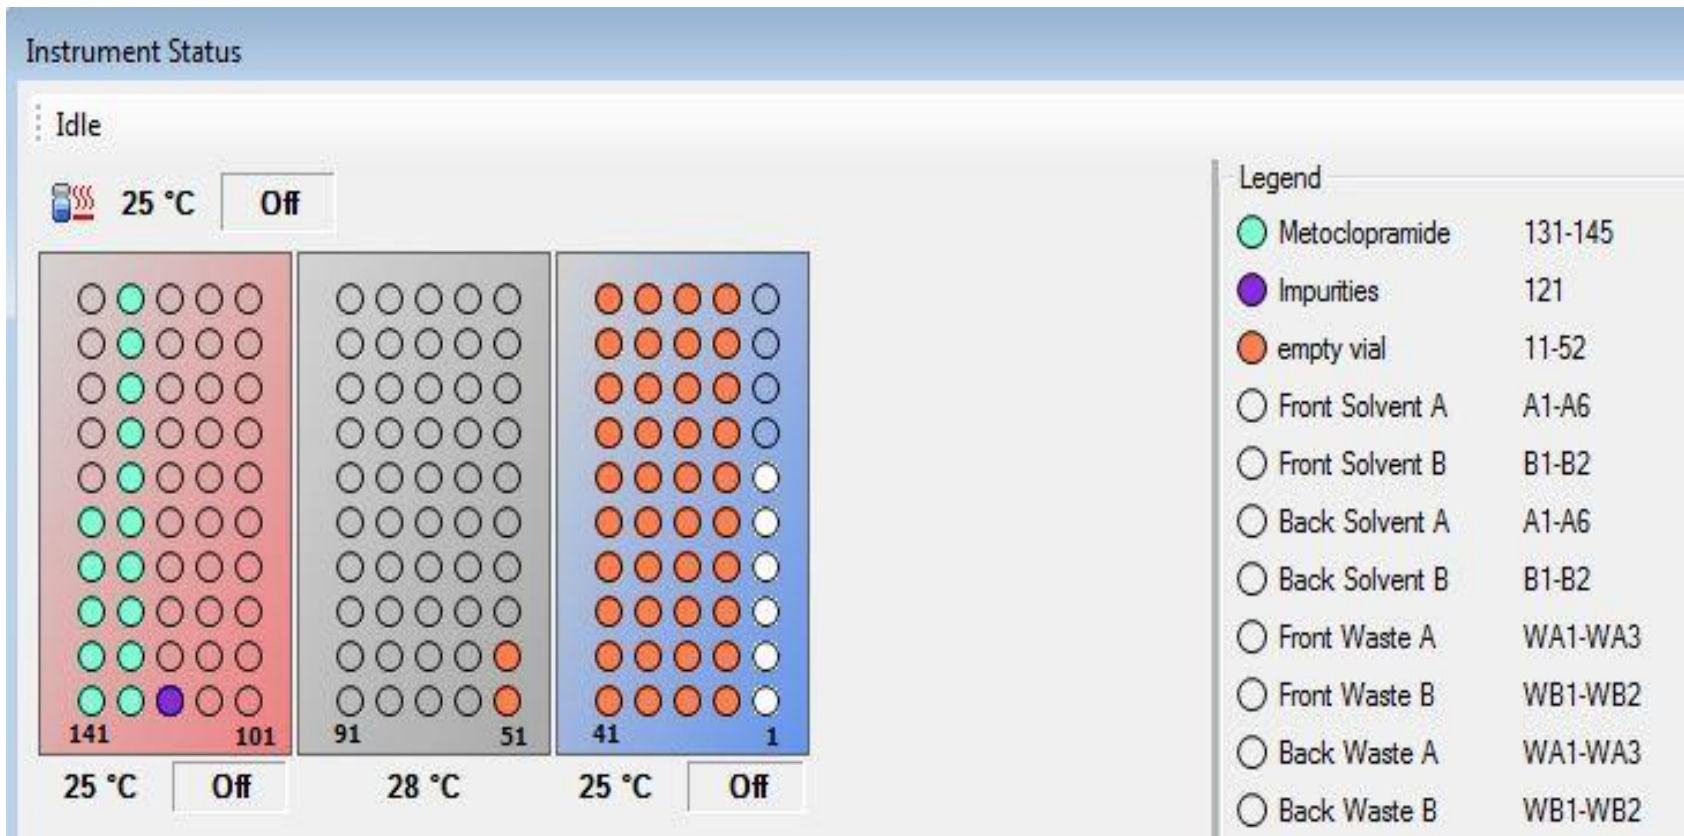 Instrument Status
Idle
25 °C Off
141 101 91 51 41 1
25 °C Off 28 °C 25 °C Off
Legend
Metoclopramide 131-145
Impurities 121
empty vial 11-52
Front Solvent A A1-A6
Front Solvent B B1-B2
Back Solvent A A1-A6
Back Solvent B B1-B2
Front Waste A WA1-WA3
Front Waste B WB1-WB2
Back Waste A WA1-WA3
Back Waste B WB1-WB2